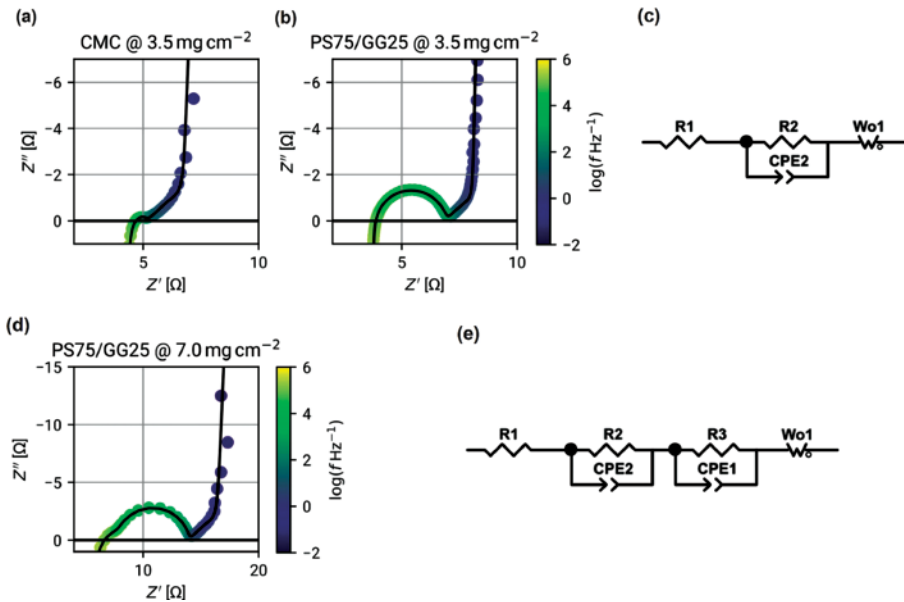 (a)
CMC @ 3.5 mg cm⁻²
−6
−4
−2
0
Z″ [Ω]
5
10
Z′ [Ω]
(b)
PS75/GG25 @ 3.5 mg cm⁻²
−6
−4
−2
0
Z″ [Ω]
5
10
Z′ [Ω]
6
4
2
0
−2
log(f Hz⁻¹)
(c)
R1
R2
CPE2
Wo1
(d)
PS75/GG25 @ 7.0 mg cm⁻²
−15
−10
−5
0
Z″ [Ω]
10
20
Z′ [Ω]
6
4
2
0
−2
log(f Hz⁻¹)
(e)
R1
R2
CPE2
R3
CPE1
Wo1